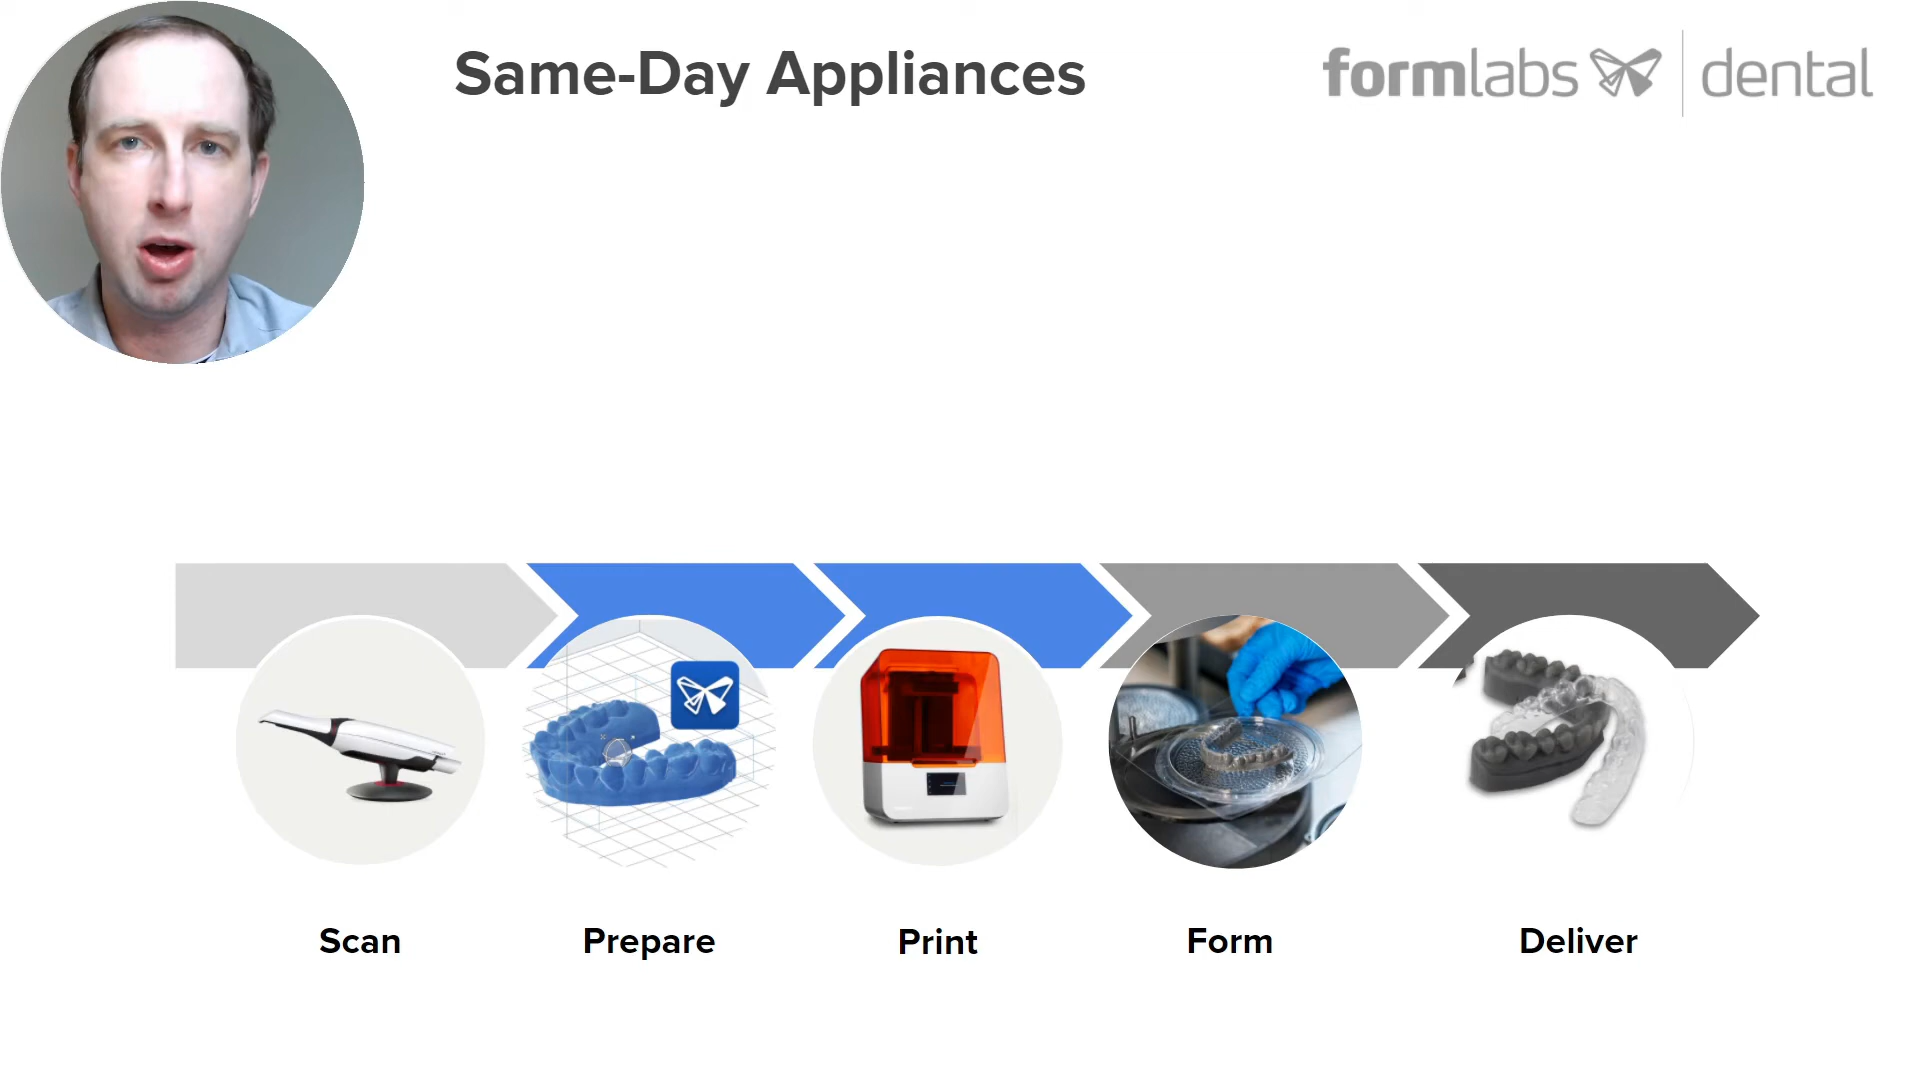 Same-Day Appliances
formlabs dental
Scan
Prepare
Print
Form
Deliver